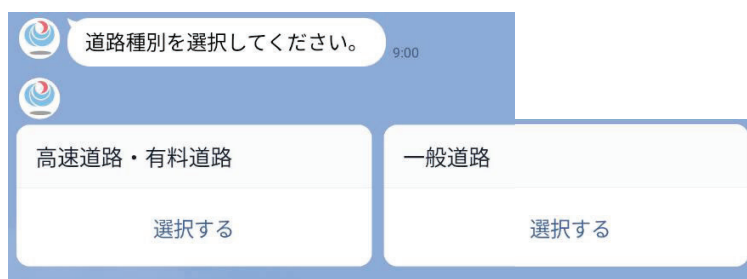 道路種別を選択してください。
9:00
高速道路・有料道路
一般道路
選択する
選択する